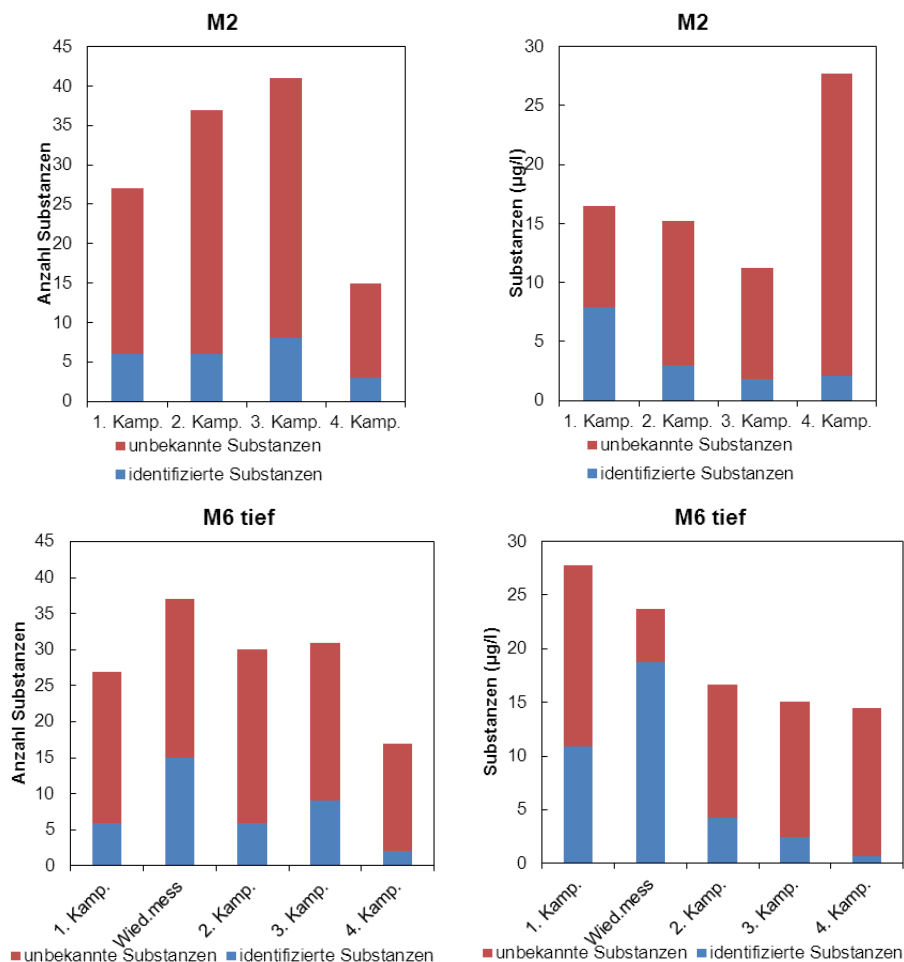 M2
45
40
35
30
25
20
15
10
5
0
Anzahl Substanzen
1. Kamp. 2. Kamp. 3. Kamp. 4. Kamp.
unbekannte Substanzen
identifizierte Substanzen
M2
30
25
20
15
10
5
0
Substanzen (µg/l)
1. Kamp. 2. Kamp. 3. Kamp. 4. Kamp.
unbekannte Substanzen
identifizierte Substanzen
M6 tief
45
40
35
30
25
20
15
10
5
0
Anzahl Substanzen
1. Kamp. Wied.mess 2. Kamp. 3. Kamp. 4. Kamp.
unbekannte Substanzen identifizierte Substanzen
M6 tief
30
25
20
15
10
5
0
Substanzen (µg/l)
1. Kamp. Wied.mess 2. Kamp. 3. Kamp. 4. Kamp.
unbekannte Substanzen identifizierte Substanzen